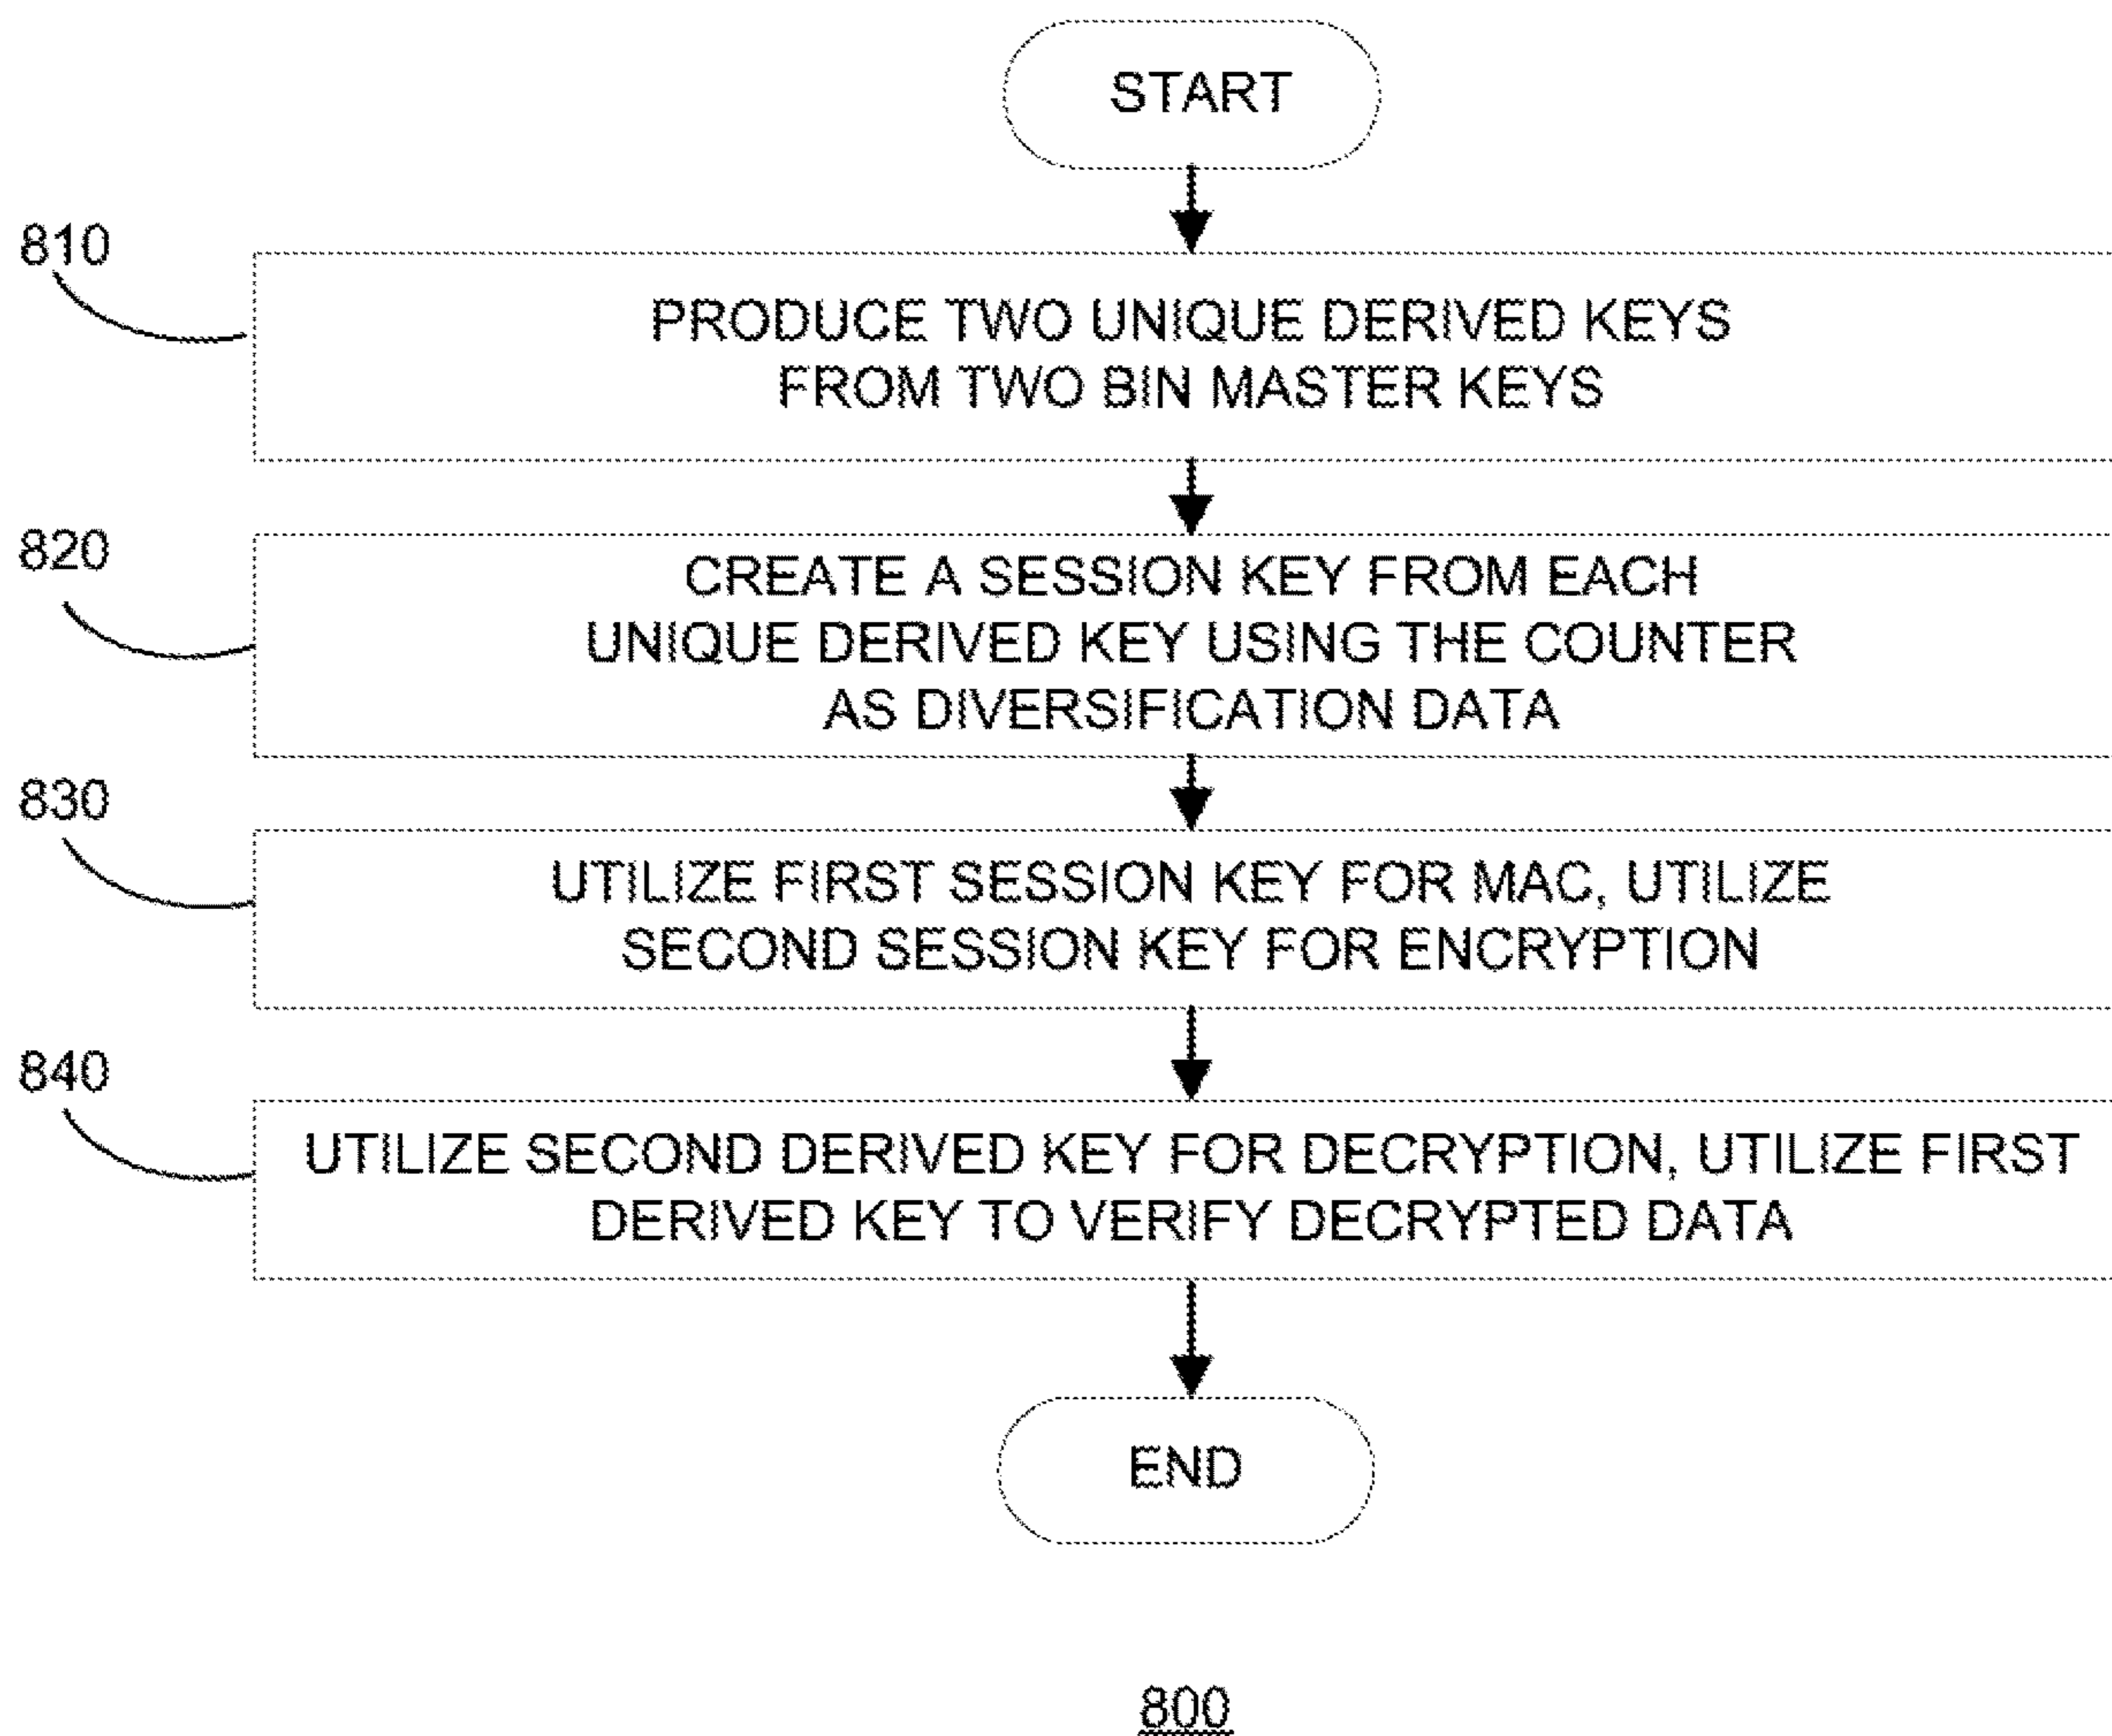 START
810
PRODUCE TWO UNIQUE DERIVED KEYS
FROM TWO BIN MASTER KEYS
820
CREATE A SESSION KEY FROM EACH
UNIQUE DERIVED KEY USING THE COUNTER
AS DIVERSIFICATION DATA
830
UTILIZE FIRST SESSION KEY FOR MAC, UTILIZE
SECOND SESSION KEY FOR ENCRYPTION
840
UTILIZE SECOND DERIVED KEY FOR DECRYPTION, UTILIZE FIRST
DERIVED KEY TO VERIFY DECRYPTED DATA
END
800